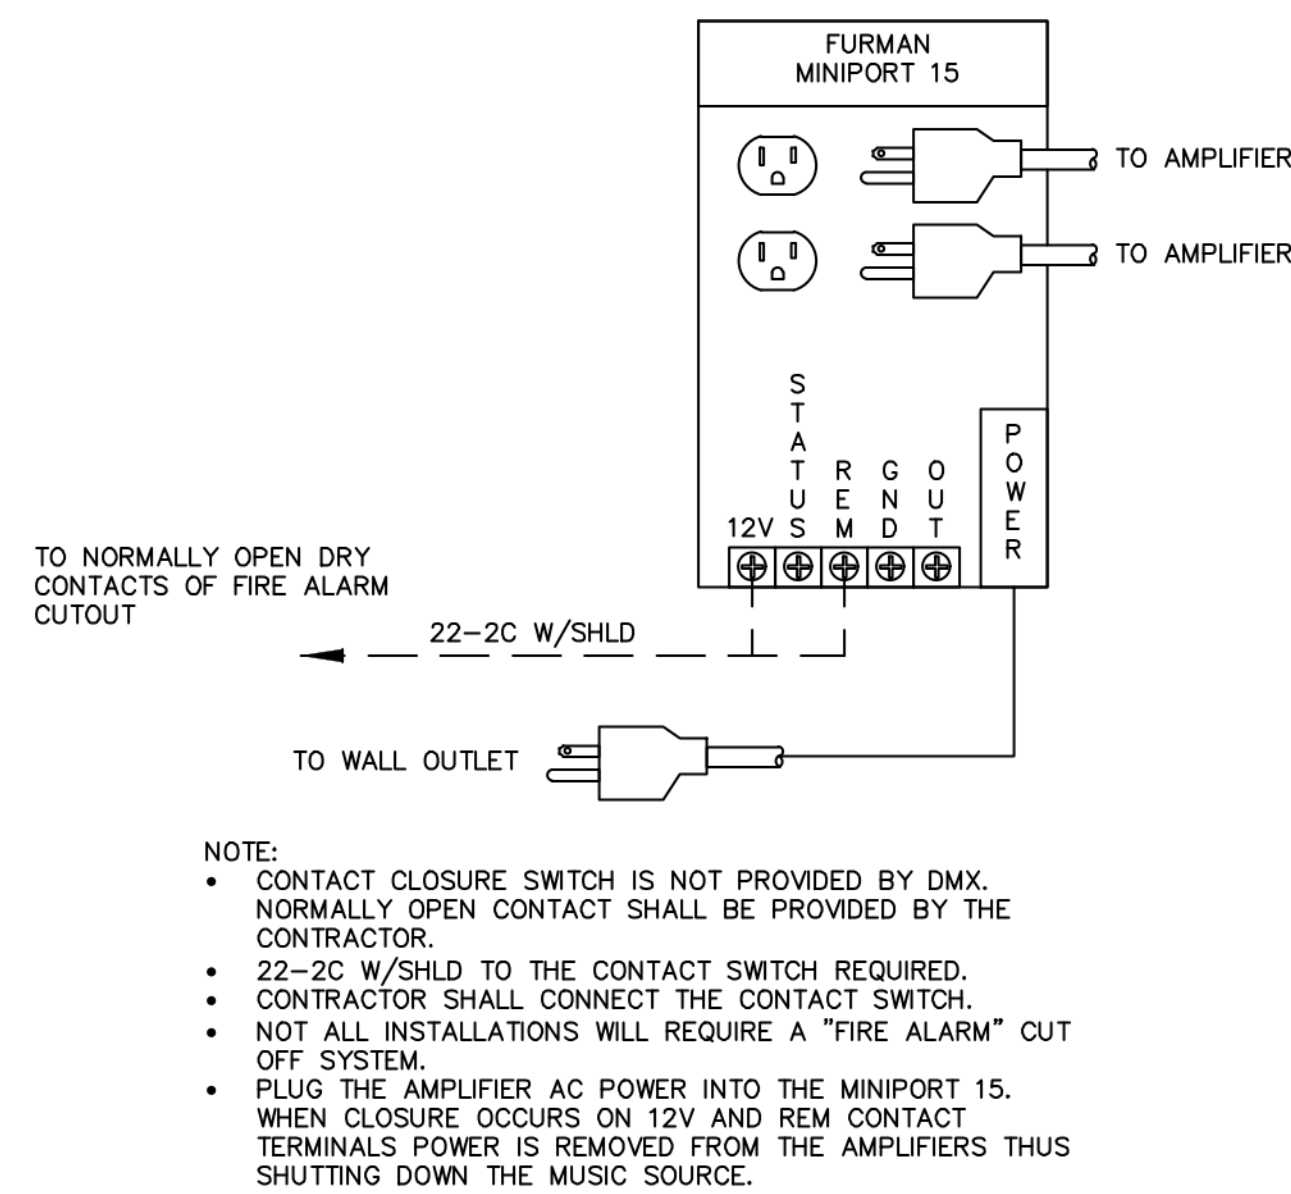 FURMAN
MINIPORT 15
TO AMPLIFIER
TO AMPLIFIER
STATUS
REM
GND
OUT
12V
POWER
TO NORMALLY OPEN DRY
CONTACTS OF FIRE ALARM
CUTOUT
22-2C W/SHLD
TO WALL OUTLET
NOTE:
• CONTACT CLOSURE SWITCH IS NOT PROVIDED BY DMX.
NORMALLY OPEN CONTACT SHALL BE PROVIDED BY THE
CONTRACTOR.
• 22-2C W/SHLD TO THE CONTACT SWITCH REQUIRED.
• CONTRACTOR SHALL CONNECT THE CONTACT SWITCH.
• NOT ALL INSTALLATIONS WILL REQUIRE A "FIRE ALARM" CUT
OFF SYSTEM.
• PLUG THE AMPLIFIER AC POWER INTO THE MINIPORT 15.
WHEN CLOSURE OCCURS ON 12V AND REM CONTACT
TERMINALS POWER IS REMOVED FROM THE AMPLIFIERS THUS
SHUTTING DOWN THE MUSIC SOURCE.